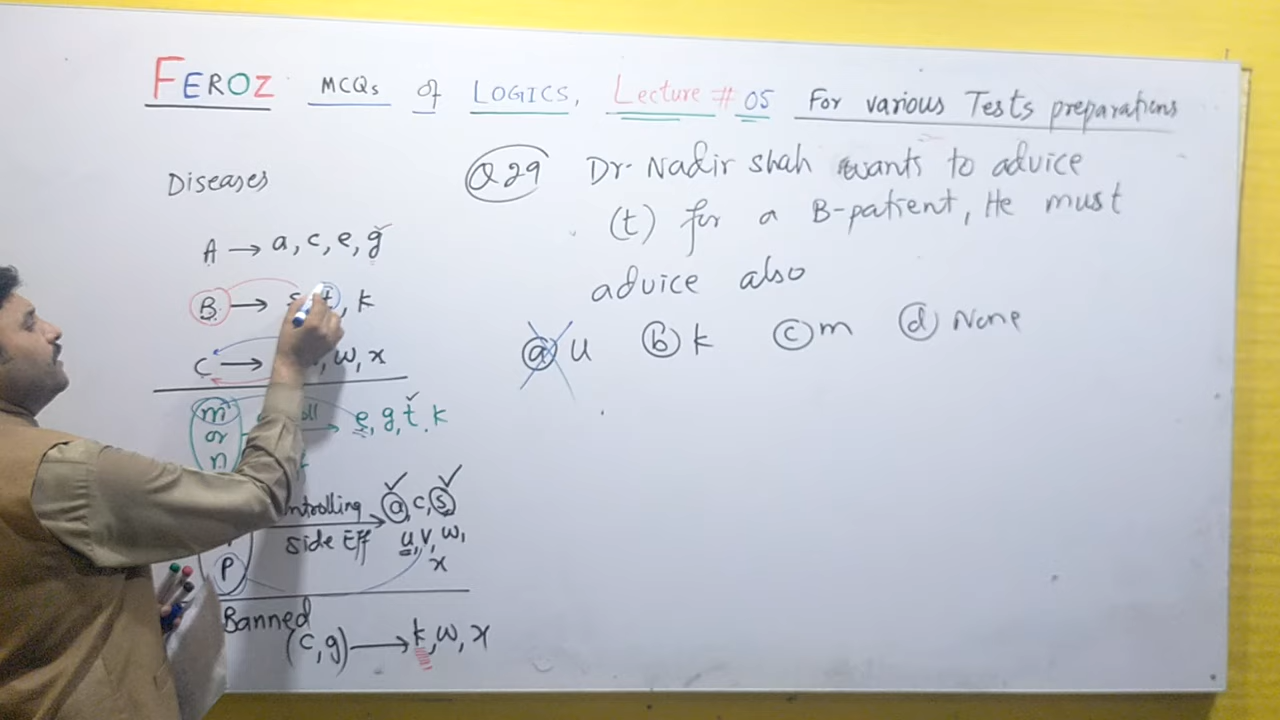 FEROZ MCQs of LOGICS, Lecture # 05 For various Tests preparations
Diseases
A → a, c, e, g
B → s, t, k
C → w, x
m or n → e, g, t, k
controlling side Eff → a, c, s, u, v, w, x
P
Banned
(c, g) → k, w, x
Q29 Dr. Nadir shah wants to advice
(t) for a B-patient, He must
advice also
a u b k c m d None